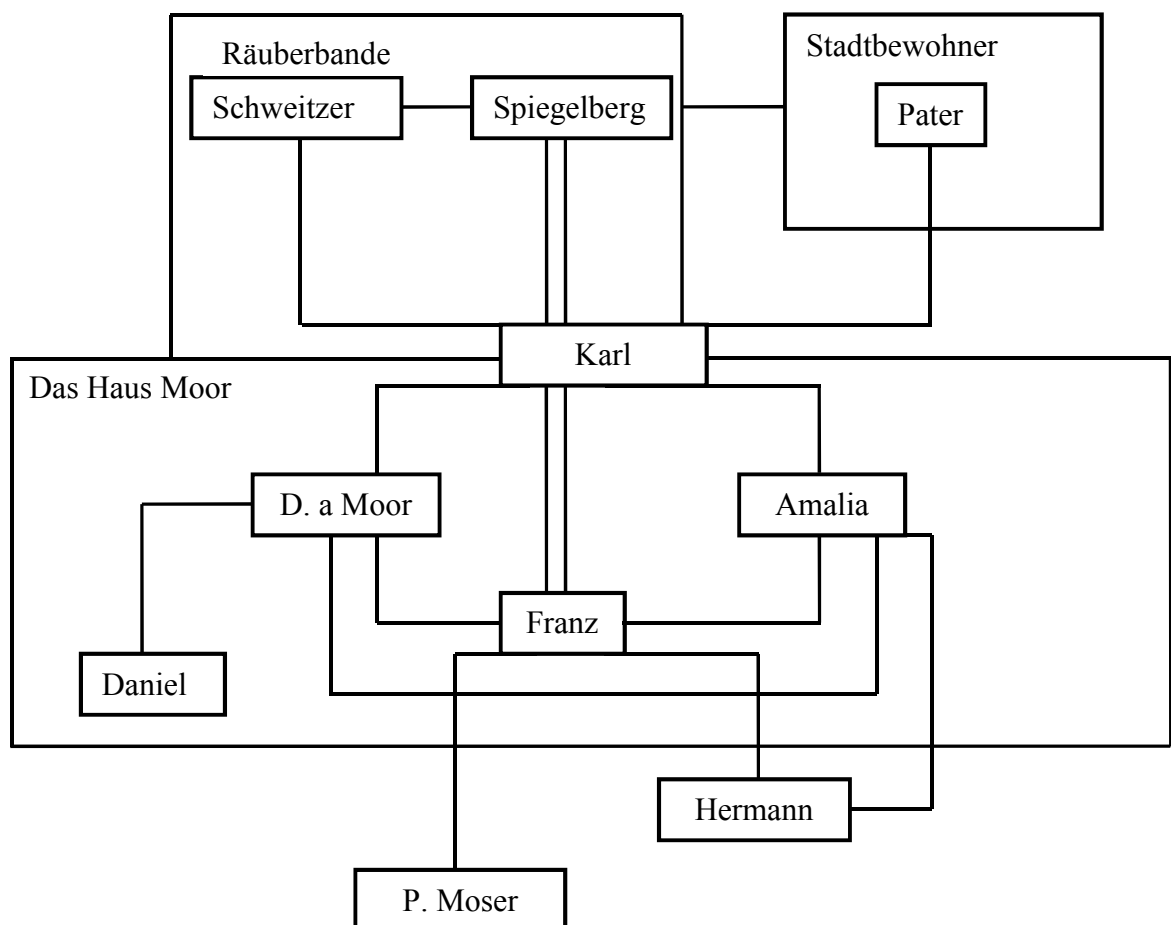 Räuberbande
Stadtbewohner
Schweitzer
Spiegelberg
Pater
Karl
Das Haus Moor
D. a Moor
Amalia
Franz
Daniel
Hermann
P. Moser